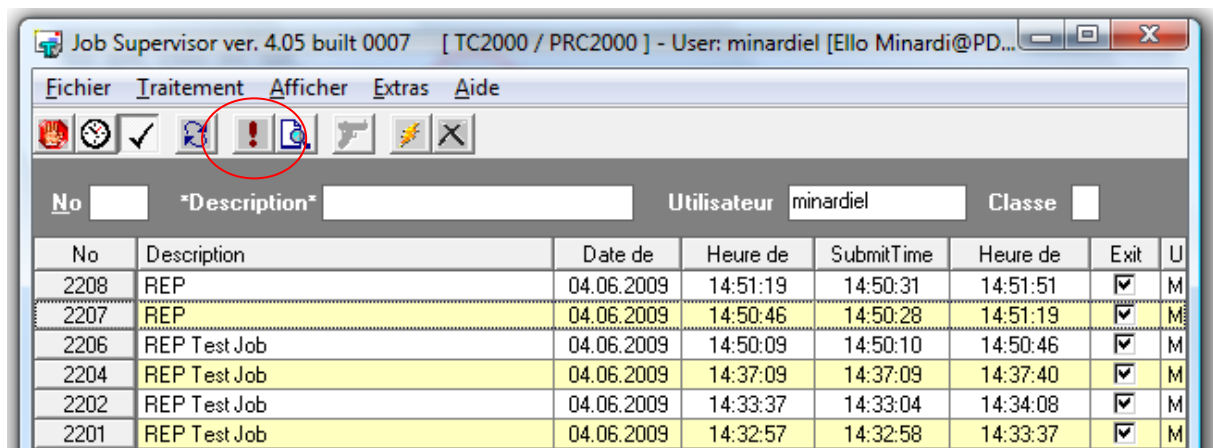 Job Supervisor ver. 4.05 built 0007 [ TC2000 / PRC2000 ] - User: minardiel [Ello Minardi@PD...
Fichier Traitement Afficher Extras Aide
No *Description* Utilisateur minardiel Classe
No Description Date de Heure de SubmitTime Heure de Exit U
2208 REP 04.06.2009 14:51:19 14:50:31 14:51:51 M
2207 REP 04.06.2009 14:50:46 14:50:28 14:51:19 M
2206 REP Test Job 04.06.2009 14:50:09 14:50:10 14:50:46 M
2204 REP Test Job 04.06.2009 14:37:09 14:37:09 14:37:40 M
2202 REP Test Job 04.06.2009 14:33:37 14:33:04 14:34:08 M
2201 REP Test Job 04.06.2009 14:32:57 14:32:58 14:33:37 M